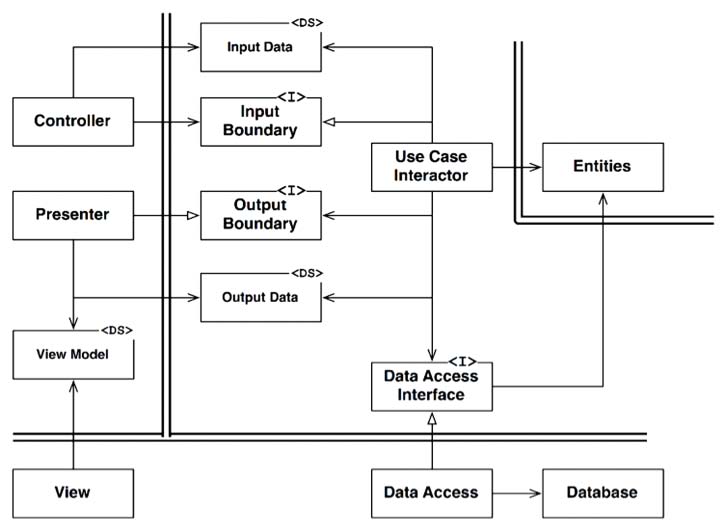 <DS>
Input Data
<I>
Controller
Input
Boundary
Use Case
Interactor
Entities
<I>
Presenter
Output
Boundary
<DS>
Output Data
<DS>
View Model
<I>
Data Access
Interface
View
Data Access
Database